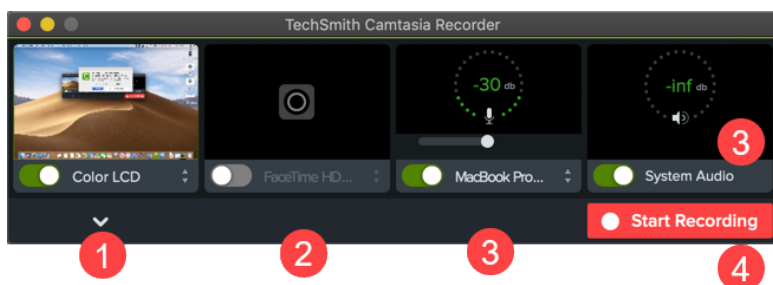 TechSmith Camtasia Recorder
-30 db
-inf db
3
Color LCD
FaceTime HD...
MacBook Pro...
System Audio
Start Recording
1
2
3
4